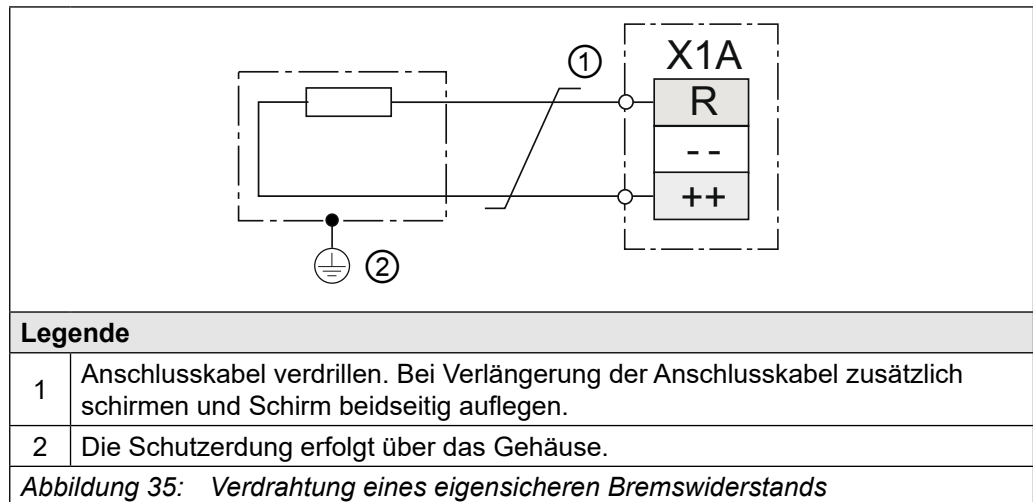 X1A
①
R
--
++
②
Legende
1 Anschlusskabel verdrillen. Bei Verlängerung der Anschlusskabel zusätzlich
schirmen und Schirm beidseitig auflegen.
2 Die Schutzerdung erfolgt über das Gehäuse.
Abbildung 35: Verdrahtung eines eigensicheren Bremswiderstands